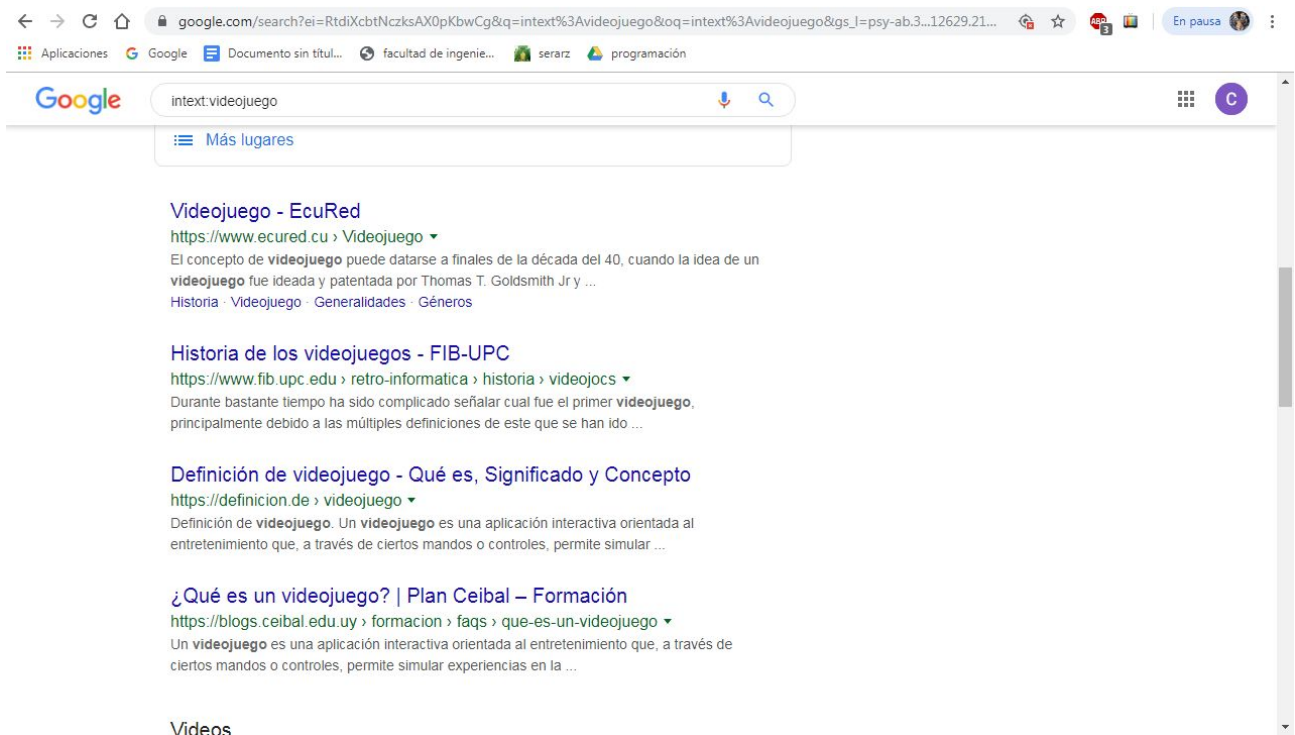 google.com/search?ei=RtdiXcbtNczksAX0pKbwCg&q=intext%3Avideojuego&oq=intext%3Avideojuego&gs_l=psy-ab.3...12629.21...
ABP
3
En pausa
Aplicaciones
Google
Documento sin títul...
facultad de ingenie...
serarz
programación
Google
intext:videojuego
C
Más lugares
Videojuego - EcuRed
https://www.ecured.cu › Videojuego
El concepto de videojuego puede datarse a finales de la década del 40, cuando la idea de un
videojuego fue ideada y patentada por Thomas T. Goldsmith Jr y ...
Historia · Videojuego · Generalidades · Géneros
Historia de los videojuegos - FIB-UPC
https://www.fib.upc.edu › retro-informatica › historia › videojocs
Durante bastante tiempo ha sido complicado señalar cual fue el primer videojuego,
principalmente debido a las múltiples definiciones de este que se han ido ...
Definición de videojuego - Qué es, Significado y Concepto
https://definicion.de › videojuego
Definición de videojuego. Un videojuego es una aplicación interactiva orientada al
entretenimiento que, a través de ciertos mandos o controles, permite simular ...
¿Qué es un videojuego? | Plan Ceibal – Formación
https://blogs.ceibal.edu.uy › formacion › faqs › que-es-un-videojuego
Un videojuego es una aplicación interactiva orientada al entretenimiento que, a través de
ciertos mandos o controles, permite simular experiencias en la ...
Videos